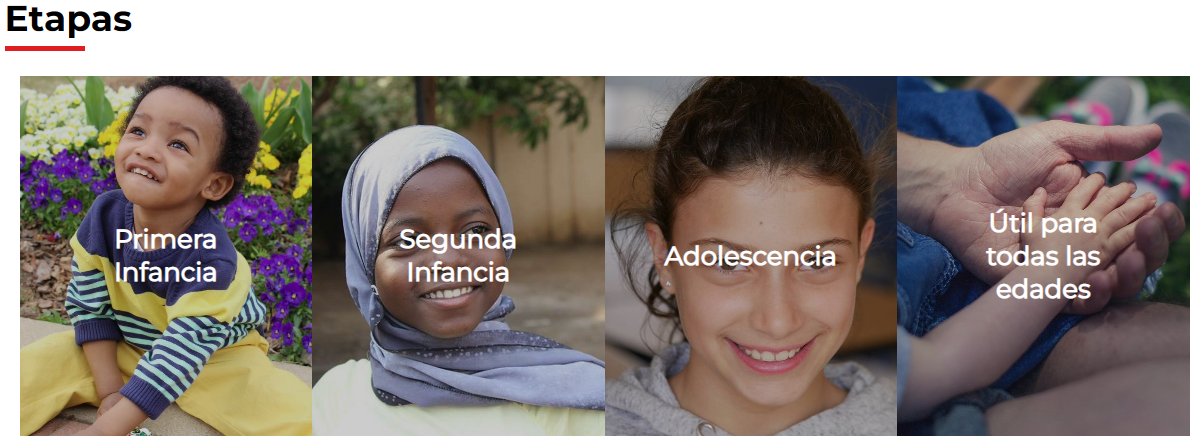 Etapas
Primera
Infancia
Segunda
Infancia
Adolescencia
Útil para
todas las
edades